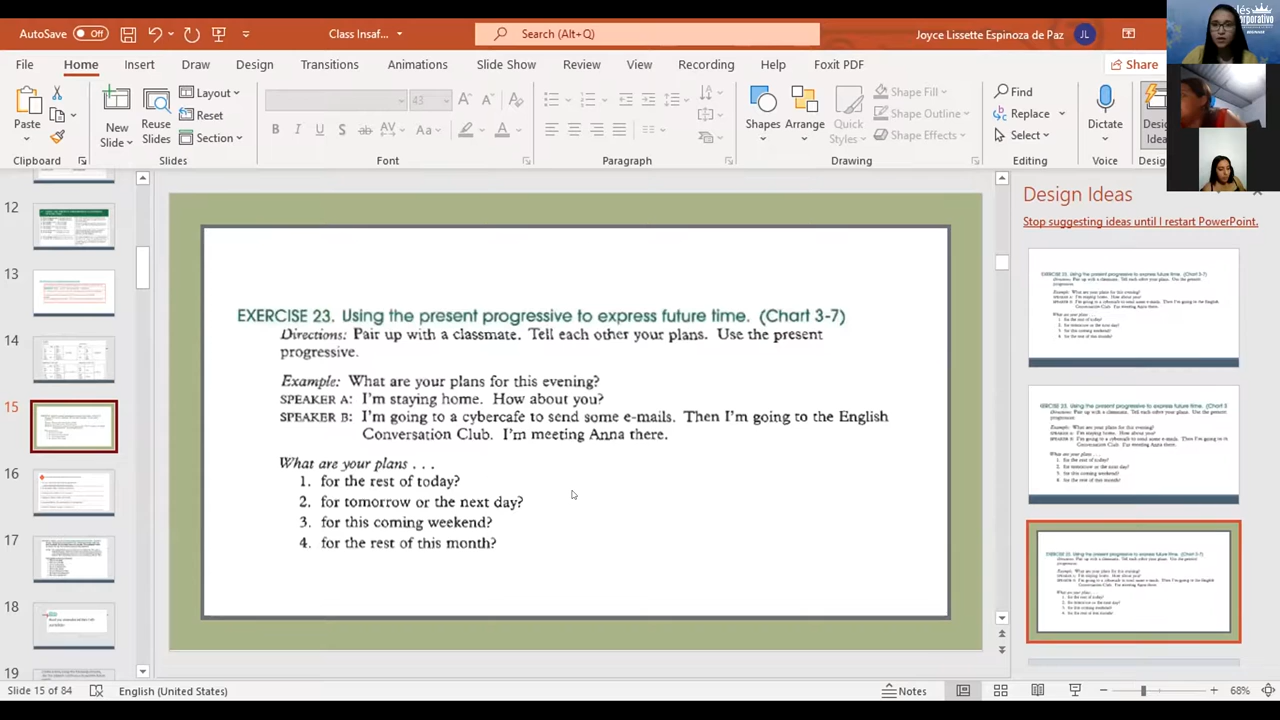 AutoSave Off
Class Insaf...
Search (Alt+Q)
Joyce Lissette Espinoza de Paz
JL
File Home Insert Draw Design Transitions Animations Slide Show Review View Recording Help Foxit PDF
Share
Paste
New Slide
Reuse Slides
Layout
Reset
Section
43
Shapes
Arrange
Quick Styles
Shape Fill
Shape Outline
Shape Effects
Find
Replace
Select
Dictate
Clipboard Slides Font Paragraph Drawing Editing Voice
12
13
14
15
16
17
18
19
EXERCISE 23. Using the present progressive to express future time. (Chart 3-7)
Directions: Pair up with a classmate. Tell each other your plans. Use the present
progressive.
Example: What are your plans for this evening?
SPEAKER A: I'm staying home. How about you?
SPEAKER B: I'm going to a cybercafe to send some e-mails. Then I'm going to the English
Conversation Club. I'm meeting Anna there.
What are your plans . . .
1. for the rest of today?
2. for tomorrow or the next day?
3. for this coming weekend?
4. for the rest of this month?
Design Ideas
Stop suggesting ideas until I restart PowerPoint.
Slide 15 of 84
English (United States)
Notes
68%